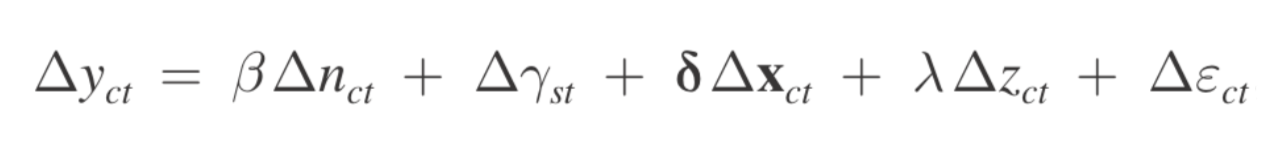 Δy_ct = βΔn_ct + Δγ_st + δΔx_ct + λΔz_ct + Δε_ct